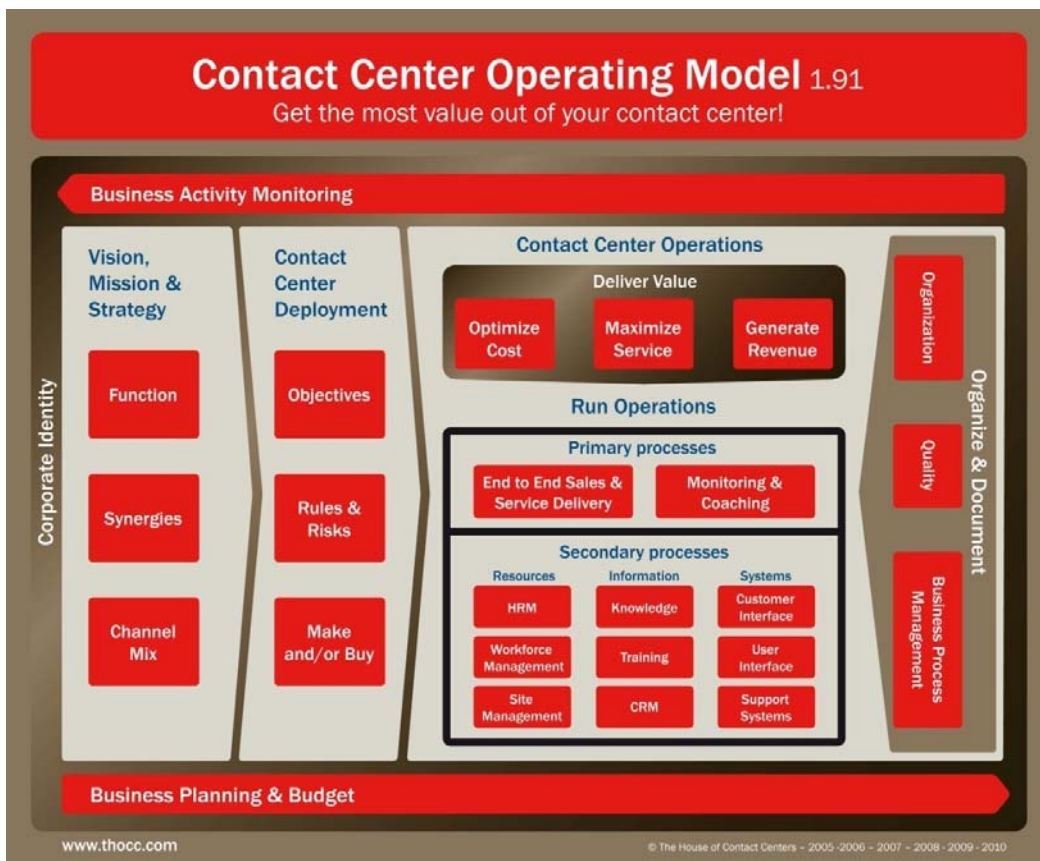 Contact Center Operating Model 1.91
Get the most value out of your contact center!
Business Activity Monitoring
Corporate Identity
Vision,
Mission &
Strategy
Function
Synergies
Channel
Mix
Contact
Center
Deployment
Objectives
Rules &
Risks
Make
and/or Buy
Contact Center Operations
Deliver Value
Optimize
Cost
Maximize
Service
Generate
Revenue
Run Operations
Primary processes
End to End Sales &
Service Delivery
Monitoring &
Coaching
Secondary processes
Resources
Information
Systems
HRM
Knowledge
Customer
Interface
Workforce
Management
Training
User
Interface
Site
Management
CRM
Support
Systems
Organization
Quality
Business Process
Management
Organize & Document
Business Planning & Budget
www.thocc.com
© The House of Contact Centers – 2005 -2006 – 2007 – 2008 - 2009 - 2010